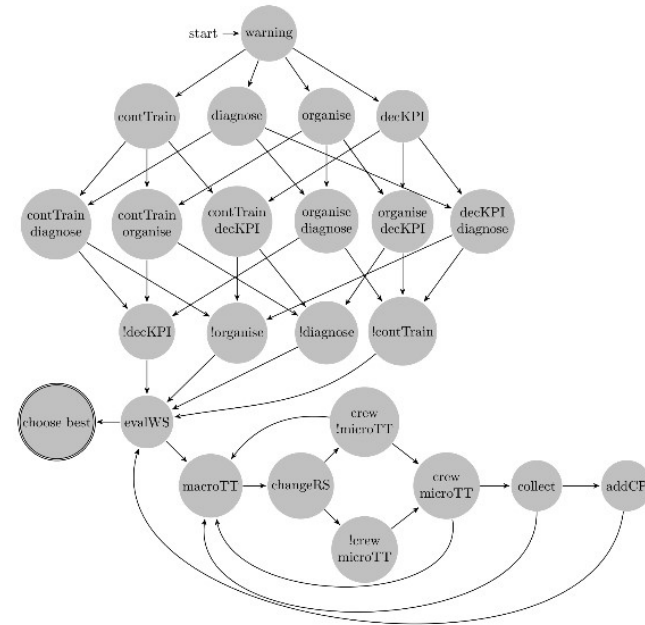 start
warning
contTrain
diagnose
organise
decKPI
contTrain
diagnose
contTrain
organise
contTrain
decKPI
organise
diagnose
organise
decKPI
decKPI
diagnose
!decKPI
!organise
!diagnose
!contTrain
choose best
evalWS
crew
!microTT
macroTT
changeRS
crew
microTT
collect
addCP
!crew
microTT